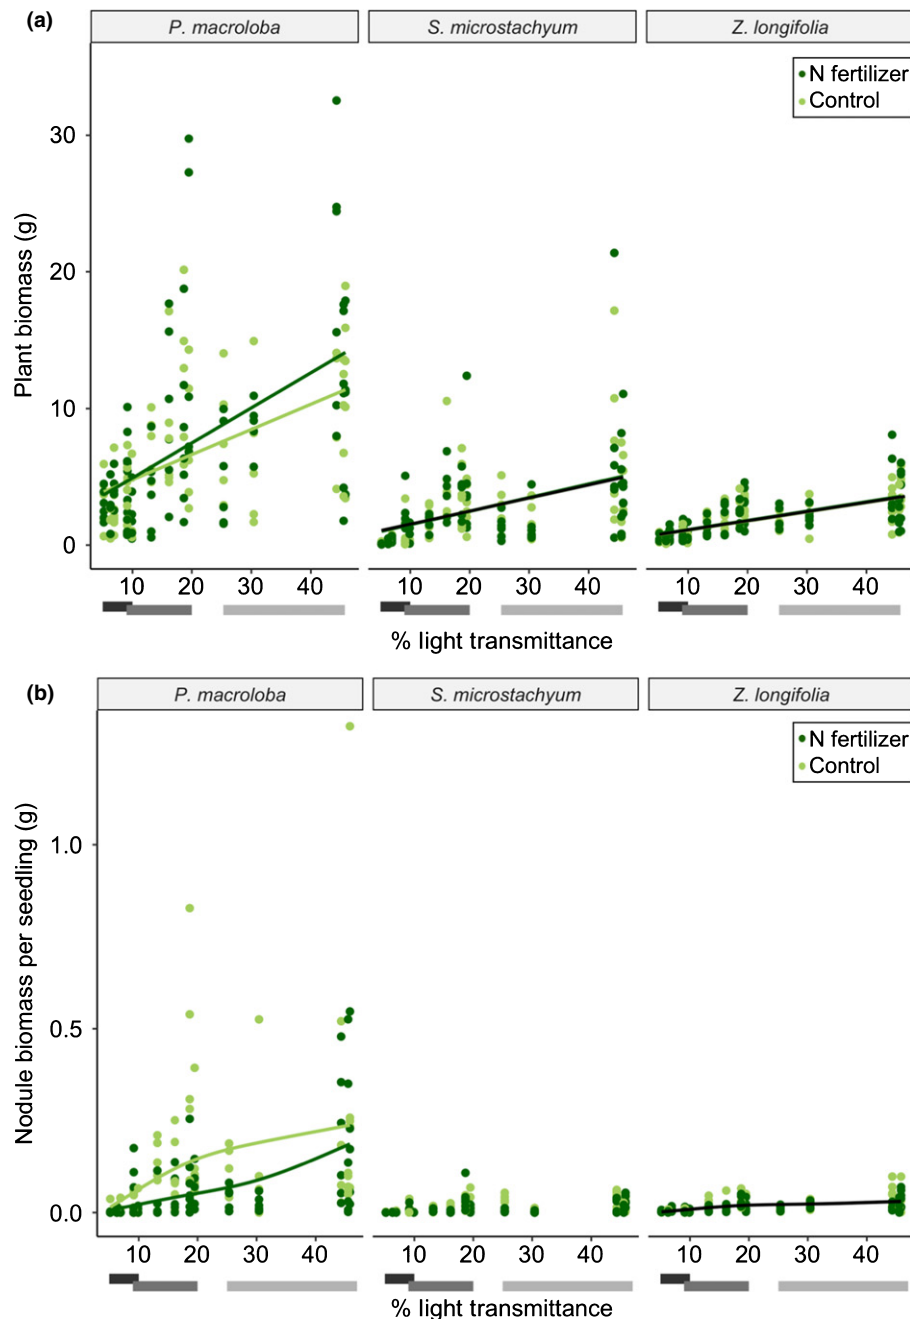 (a)
P. macroloba S. microstachyum Z. longifolia
N fertilizer
Control
Plant biomass (g)
30
20
10
0
10 20 30 40 10 20 30 40 10 20 30 40
% light transmittance
(b)
P. macroloba S. microstachyum Z. longifolia
N fertilizer
Control
Nodule biomass per seedling (g)
1.0
0.5
0.0
10 20 30 40 10 20 30 40 10 20 30 40
% light transmittance